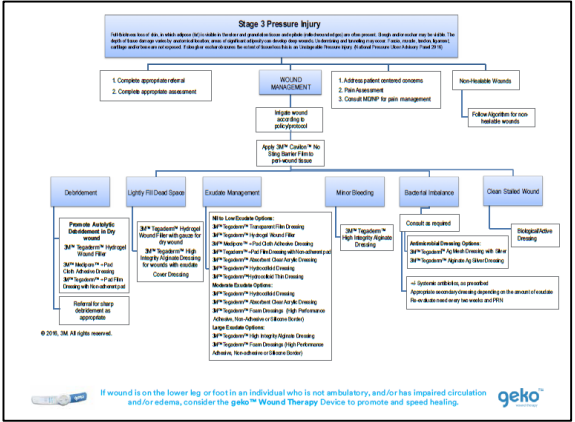 Stage 3 Pressure Injury
Full-thickness loss of skin, in which adipose (fat) is visible in the ulcer and granulation tissue and epibole (rolled wound edges) are often present. Slough and/or eschar may be visible. The
depth of tissue damage varies by anatomical location; areas of significant adiposity can develop deep wounds. Undermining and tunneling may occur. Fascia, muscle, tendon, ligament,
cartilage and/or bone are not exposed. If slough or eschar obscures the extent of tissue loss this is an Unstageable Pressure Injury. (National Pressure Ulcer Advisory Panel 2016)
1. Complete appropriate referral
2. Complete appropriate assessment
WOUND
MANAGEMENT
1. Address patient centered concerns
2. Pain Assessment
3. Consult MD/NP for pain management
Non-Healable Wounds
Follow Algorithm for non-
healable wounds
Irrigate wound
according to
policy/protocol
Apply 3M™ Cavilon™ No
Sting Barrier Film to
peri-wound tissue
Debridement
Promote Autolytic
Debridement in Dry
wound
3M™ Tegaderm™ Hydrogel
Wound Filler
3M™ Medipore™ +Pad
Cloth Adhesive Dressing
3M™ Tegaderm™ +Pad Film
Dressing with Non-adherent pad
Referral for sharp
debridement as
appropriate
Lightly Fill Dead Space
3M™ Tegaderm™ Hydrogel
Wound Filler with gauze for
dry wound
3M™ Tegaderm™ High
Integrity Alginate Dressing
for wounds with exudate
Cover Dressing
Exudate Management
Nil to Low Exudate Options:
3M™ Tegaderm™ Transparent Film Dressing
3M™ Tegaderm™ Hydrogel Wound Filler
3M™ Medipore™ +Pad Cloth Adhesive Dressing
3M™ Tegaderm™ +Pad Film Dressing with Non-adherent pad
3M™ Tegaderm™ Absorbent Clear Acrylic Dressing
3M™ Tegaderm™ Hydrocolloid Dressing
3M™ Tegaderm™ Hydrocolloid Thin Dressing
Moderate Exudate Options:
3M™ Tegaderm™ Hydrocolloid Dressing
3M™ Tegaderm™ Absorbent Clear Acrylic Dressing
3M™ Tegaderm™ Foam Dressings (High Performance
Adhesive, Non-Adhesive or Silicone Border)
Large Exudate Options:
3M™ Tegaderm™ High Integrity Alginate Dressing
3M™ Tegaderm™ Foam Dressings (High Performance
Adhesive, Non-adhesive or Silicone Border)
Minor Bleeding
3M™ Tegaderm™
High Integrity Alginate
Dressing
Bacterial Imbalance
Consult as required
Antimicrobial Dressing Options:
3M™ Tegaderm™ Ag Mesh Dressing with Silver
3M™ Tegaderm™ Alginate Ag Silver Dressing
+/- Systemic antibiotics, as prescribed
Appropriate secondary dressing depending on the amount of exudate
Re-evaluate need every two weeks and PRN
Clean Stalled Wound
Biological/Active
Dressing
© 2016, 3M. All rights reserved.
If wound is on the lower leg or foot in an individual who is not ambulatory, and/or has impaired circulation
and/or edema, consider the geko™ Wound Therapy Device to promote and speed healing.
geko™